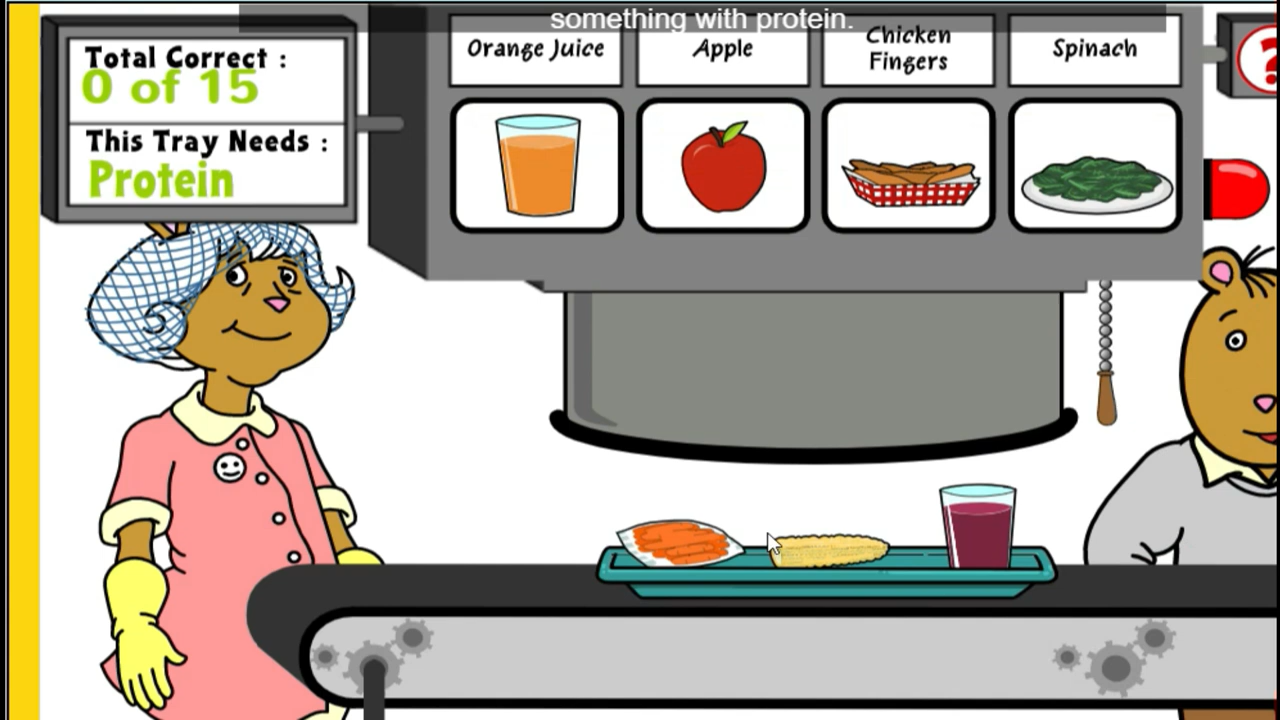 something with protein.
Total Correct :
0 of 15
This Tray Needs :
Protein
Orange Juice
Apple
Chicken
Fingers
Spinach
?